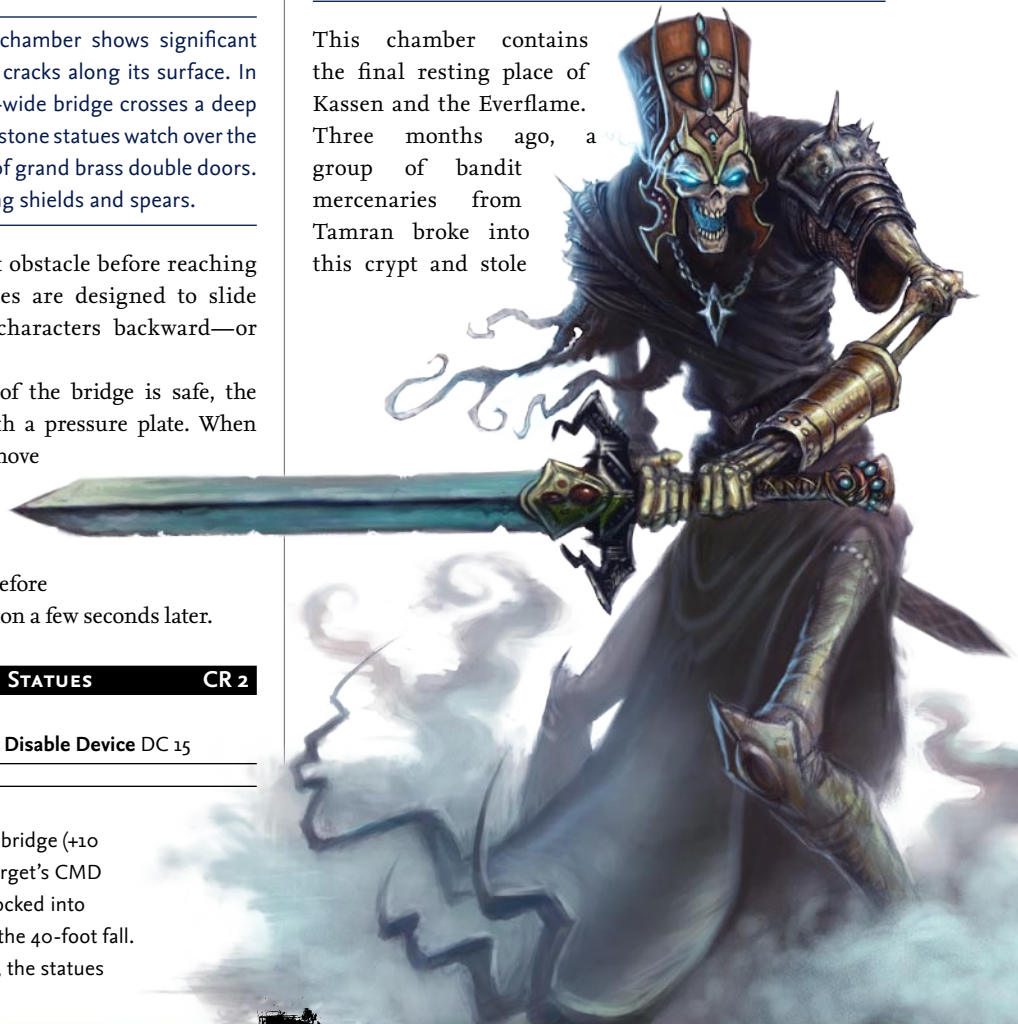 chamber shows significant
cracks along its surface. In
-wide bridge crosses a deep
stone statues watch over the
of grand brass double doors.
ng shields and spears.
t obstacle before reaching
es are designed to slide
characters backward—or
of the bridge is safe, the
th a pressure plate. When
move
efore
on a few seconds later.
Statues CR 2
Disable Device DC 15
bridge (+10
rget's CMD
ocked into
the 40-foot fall.
, the statues
This chamber contains
the final resting place of
Kassen and the Everflame.
Three months ago, a
group of bandit
mercenaries from
Tamran broke into
this crypt and stole